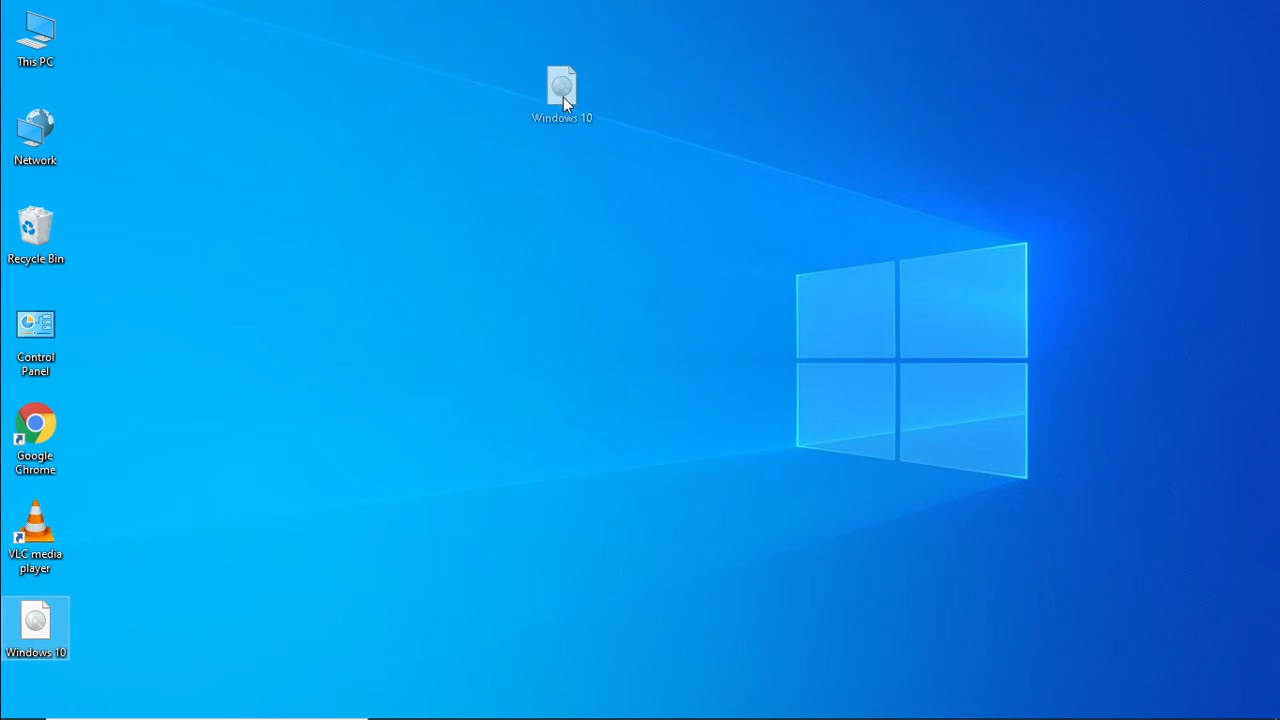 This PC
Windows 10
Network
Recycle Bin
Control
Panel
Google
Chrome
VLC media
player
Windows 10